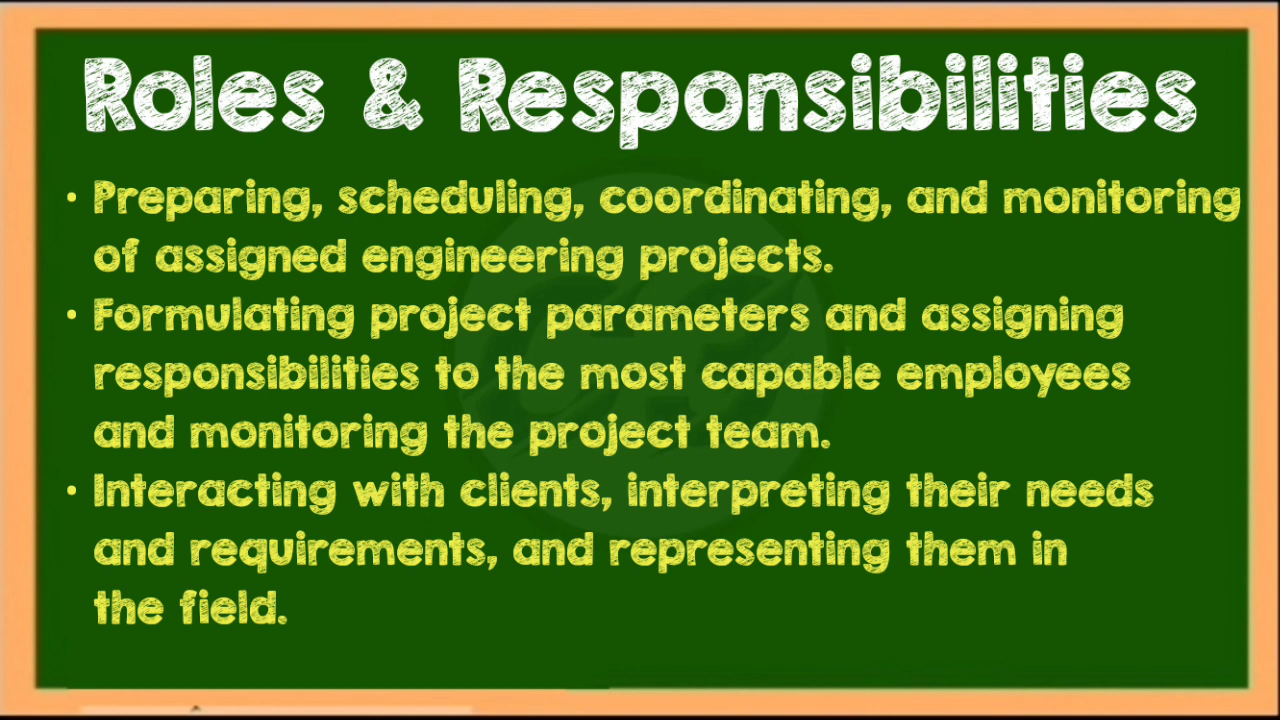 Roles & Responsibilities
• Preparing, scheduling, coordinating, and monitoring
of assigned engineering projects.
• Formulating project parameters and assigning
responsibilities to the most capable employees
and monitoring the project team.
• Interacting with clients, interpreting their needs
and requirements, and representing them in
the field.